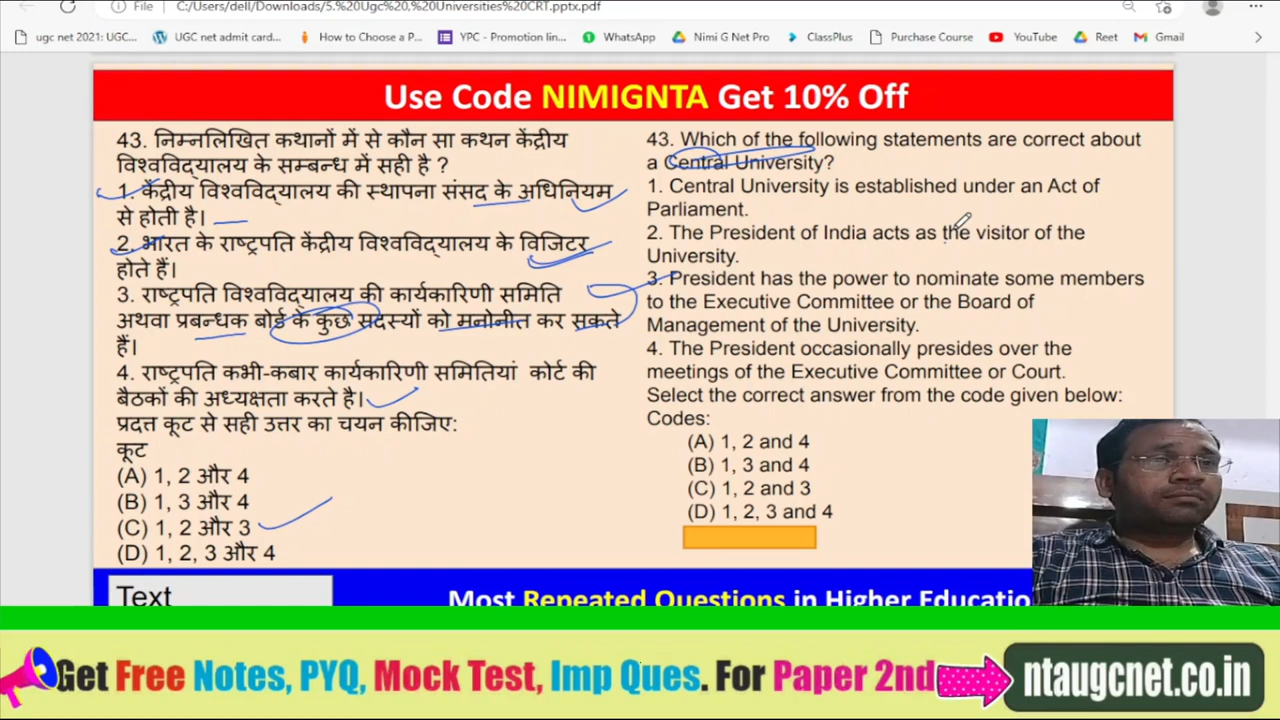 File
C:/Users/dell/Downloads/5.%20Ugc%20,%20Universities%20CRT.pptx.pdf
ugc net 2021: UGC...
UGC net admit card...
How to Choose a P...
YPC - Promotion lin...
WhatsApp
Nimi G Net Pro
ClassPlus
Purchase Course
YouTube
Reet
Gmail
Use Code NIMIGNTA Get 10% Off
43. निम्नलिखित कथानों में से कौन सा कथन केंद्रीय
विश्वविद्यालय के सम्बन्ध में सही है ?
1. केंद्रीय विश्वविद्यालय की स्थापना संसद के अधिनियम
से होती है।
2. भारत के राष्ट्रपति केंद्रीय विश्वविद्यालय के विजिटर
होते हैं।
3. राष्ट्रपति विश्वविद्यालय की कार्यकारिणी समिति
अथवा प्रबन्धक बोर्ड के कुछ सदस्यों को मनोनीत कर सकते
हैं।
4. राष्ट्रपति कभी-कबार कार्यकारिणी समितियां कोर्ट की
बैठकों की अध्यक्षता करते है।
प्रदत्त कूट से सही उत्तर का चयन कीजिए:
कूट
(A) 1, 2 और 4
(B) 1, 3 और 4
(C) 1, 2 और 3
(D) 1, 2, 3 और 4
43. Which of the following statements are correct about
a Central University?
1. Central University is established under an Act of
Parliament.
2. The President of India acts as the visitor of the
University.
3. President has the power to nominate some members
to the Executive Committee or the Board of
Management of the University.
4. The President occasionally presides over the
meetings of the Executive Committee or Court.
Select the correct answer from the code given below:
Codes:
(A) 1, 2 and 4
(B) 1, 3 and 4
(C) 1, 2 and 3
(D) 1, 2, 3 and 4
Text
Most Repeated Questions in Higher Educatio
Get Free Notes, PYQ, Mock Test, Imp Ques. For Paper 2nd
ntaugcnet.co.in